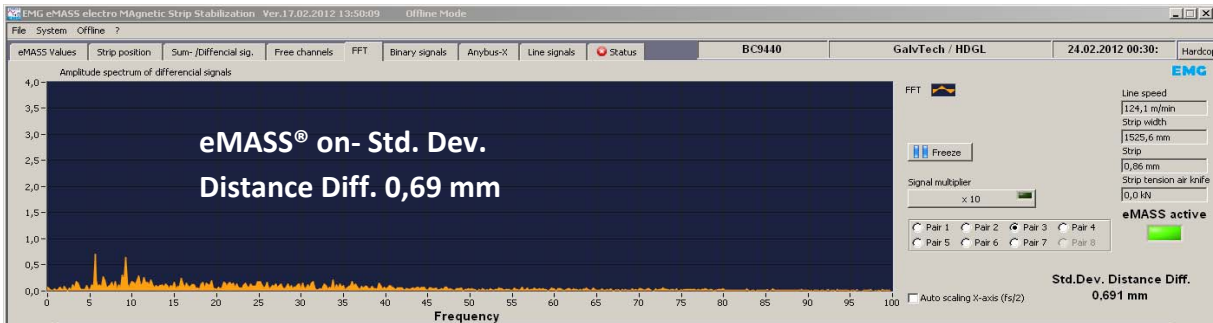 EMG eMASS electro MAgnetic Strip Stabilization Ver.17.02.2012 13:50:09 Offline Mode
File System Offline ?
eMASS Values Strip position Sum- /Diffencial sig. Free channels FFT Binary signals Anybus-X Line signals Status BC9440 GalvTech / HDGL 24.02.2012 00:30: Hardcop
Amplitude spectrum of differencial signals
EMG
FFT
Line speed
124,1 m/min
Strip width
1525,6 mm
Strip
0,86 mm
Strip tension air knife
0,0 kN
eMASS active
Freeze
Signal multiplier
x 10
Pair 1 Pair 2 Pair 3 Pair 4
Pair 5 Pair 6 Pair 7 Pair 8
Std.Dev. Distance Diff.
0,691 mm
Auto scaling X-axis (fs/2)
eMASS® on- Std. Dev.
Distance Diff. 0,69 mm
4,0
3,5
3,0
2,5
2,0
1,5
1,0
0,5
0,0
0 5 10 15 20 25 30 35 40 45 50 55 60 65 70 75 80 85 90 95 100
Frequency